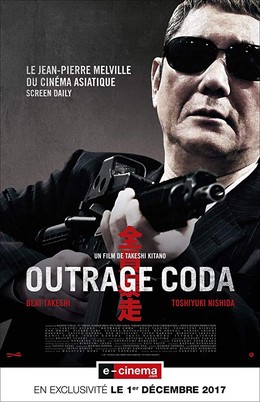 LE JEAN-PIERRE MELVILLE
DU CINÉMA ASIATIQUE
SCREEN DAILY
UN FILM DE TAKESHI KITANO
OUTRAGE CODA
BEAT TAKESHI
TOSHIYUKI NISHIDA
e-cinema
.com
EN EXCLUSIVITÉ LE 1er DÉCEMBRE 2017